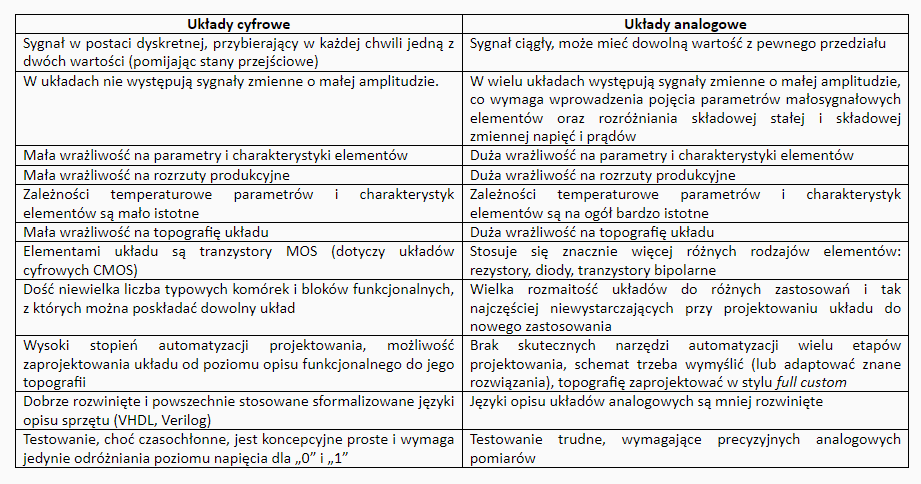 Układy cyfrowe
Układy analogowe
Sygnał w postaci dyskretnej, przybierający w każdej chwili jedną z
dwóch wartości (pomijając stany przejściowe)
Sygnał ciągły, może mieć dowolną wartość z pewnego przedziału
W układach nie występują sygnały zmienne o małej amplitudzie.
W wielu układach występują sygnały zmienne o małej amplitudzie,
co wymaga wprowadzenia pojęcia parametrów małosygnałowych
elementów oraz rozróżniania składowej stałej i składowej
zmiennej napięć i prądów
Mała wrażliwość na parametry i charakterystyki elementów
Duża wrażliwość na parametry i charakterystyki elementów
Mała wrażliwość na rozrzuty produkcyjne
Duża wrażliwość na rozrzuty produkcyjne
Zależności temperaturowe parametrów i charakterystyk
elementów są mało istotne
Zależności temperaturowe parametrów i charakterystyk
elementów są na ogół bardzo istotne
Mała wrażliwość na topografię układu
Duża wrażliwość na topografię układu
Elementami układu są tranzystory MOS (dotyczy układów
cyfrowych CMOS)
Stosuje się znacznie więcej różnych rodzajów elementów:
rezystory, diody, tranzystory bipolarne
Dość niewielka liczba typowych komórek i bloków funkcjonalnych,
z których można poskładać dowolny układ
Wielka rozmaitość układów do różnych zastosowań i tak
najczęściej niewystarczających przy projektowaniu układu do
nowego zastosowania
Wysoki stopień automatyzacji projektowania, możliwość
zaprojektowania układu od poziomu opisu funkcjonalnego do jego
topografii
Brak skutecznych narzędzi automatyzacji wielu etapów
projektowania, schemat trzeba wymyślić (lub adaptować znane
rozwiązania), topografię zaprojektować w stylu full custom
Dobrze rozwinięte i powszechnie stosowane sformalizowane języki
opisu sprzętu (VHDL, Verilog)
Języki opisu układów analogowych są mniej rozwinięte
Testowanie, choć czasochłonne, jest koncepcyjne proste i wymaga
jedynie odróżniania poziomu napięcia dla „0” i „1”
Testowanie trudne, wymagające precyzyjnych analogowych
pomiarów